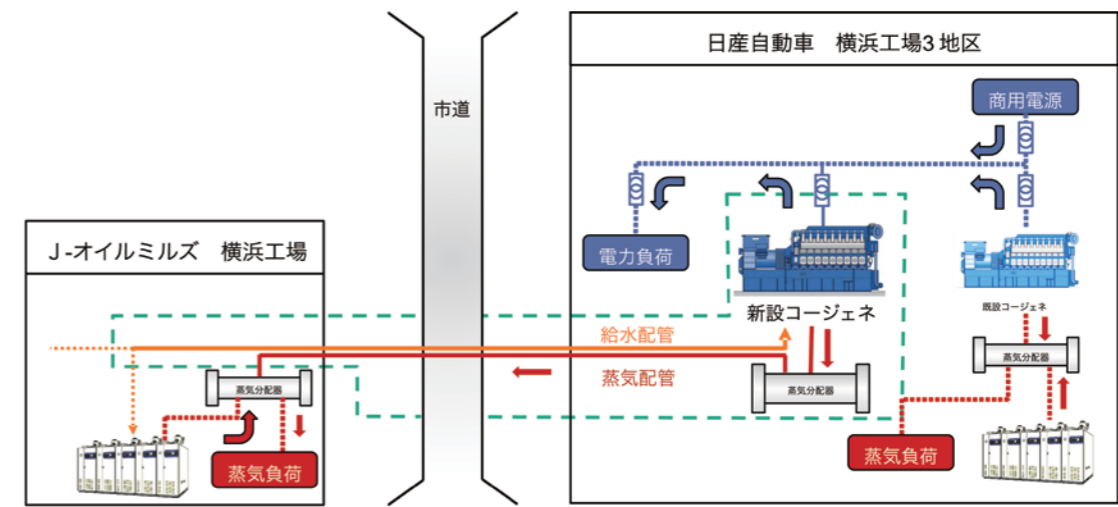 日産自動車 横浜工場3地区
商用電源
市道
電力負荷
J-オイルミルズ 横浜工場
新設コージェネ
既設コージェネ
給水配管
蒸気配管
蒸気分配器
蒸気分配器
蒸気分配器
蒸気負荷
蒸気負荷